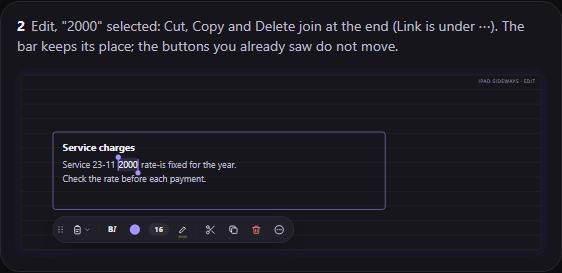 2 Edit, "2000" selected: Cut, Copy and Delete join at the end (Link is under ···). The
bar keeps its place; the buttons you already saw do not move.
IPAD SIDEWAYS · EDIT
Service charges
Service 23-11 2000 rate-is fixed for the year.
Check the rate before each payment.
BI 16